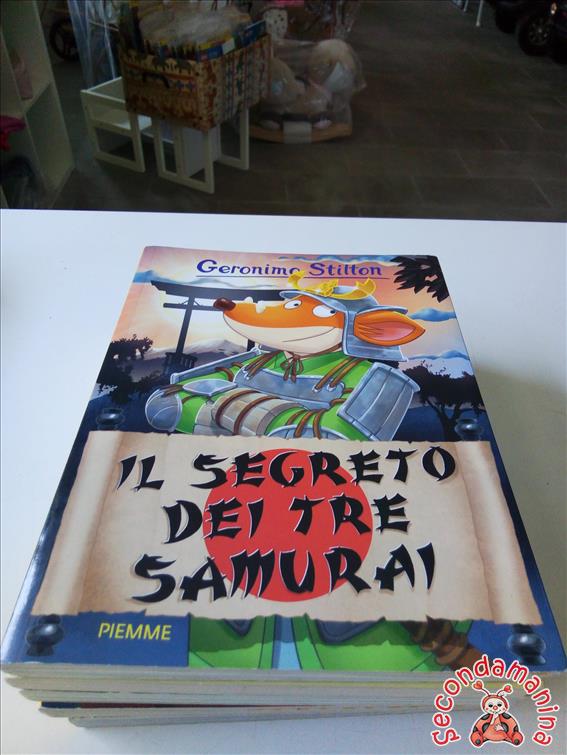 Geronimo Stilton
IL SEGRETO
DEI TRE
SAMURAI
PIEMME
Secondamanina